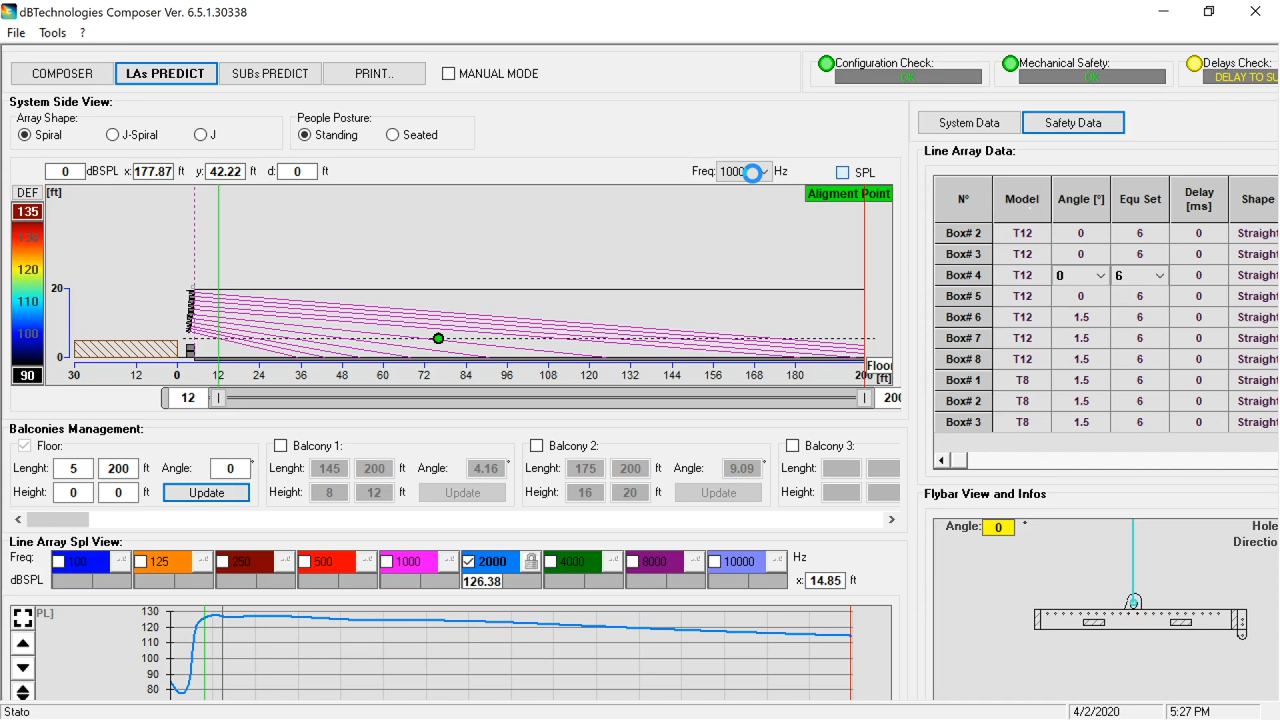 dBTechnologies Composer Ver. 6.5.1.30338
File Tools ?
COMPOSER LAs PREDICT SUBs PREDICT PRINT.. MANUAL MODE
Configuration Check: Mechanical Safety: Delays Check:
OK OK DELAY TO SU
System Side View:
Array Shape: People Posture:
Spiral J-Spiral J Standing Seated
System Data Safety Data
Line Array Data:
0 dBSPL x: 177.87 ft y: 42.22 ft d: 0 ft Freq: 1000 Hz SPL
DEF [ft] Aligment Point
135
130
120
110
100
90
20
0
30 12 0 12 24 36 48 60 72 84 96 108 120 132 144 156 168 180 200
Floo
[ft]
12 200
N° Model Angle [°] Equ Set Delay [ms] Shape
Box# 2 T12 0 6 0 Straight
Box# 3 T12 0 6 0 Straight
Box# 4 T12 0 6 0 Straight
Box# 5 T12 0 6 0 Straight
Box# 6 T12 1.5 6 0 Straight
Box# 7 T12 1.5 6 0 Straight
Box# 8 T12 1.5 6 0 Straight
Box# 1 T8 1.5 6 0 Straight
Box# 2 T8 1.5 6 0 Straight
Box# 3 T8 1.5 6 0 Straight
Balconies Management:
Floor: Balcony 1: Balcony 2: Balcony 3:
Lenght: 5 200 ft Angle: 0 ° Lenght: 145 200 ft Angle: 4.16 ° Lenght: 175 200 ft Angle: 9.09 ° Lenght:
Height: 0 0 ft Update Height: 8 12 ft Update Height: 16 20 ft Update Height:
Line Array Spl View:
Freq: 100 125 250 500 1000 2000 4000 8000 10000 Hz
dBSPL 126.38 x: 14.85 ft
PL]
130
120
110
100
90
80
Flybar View and Infos
Angle: 0 ° Hole
Directio
Stato 4/2/2020 5:27 PM